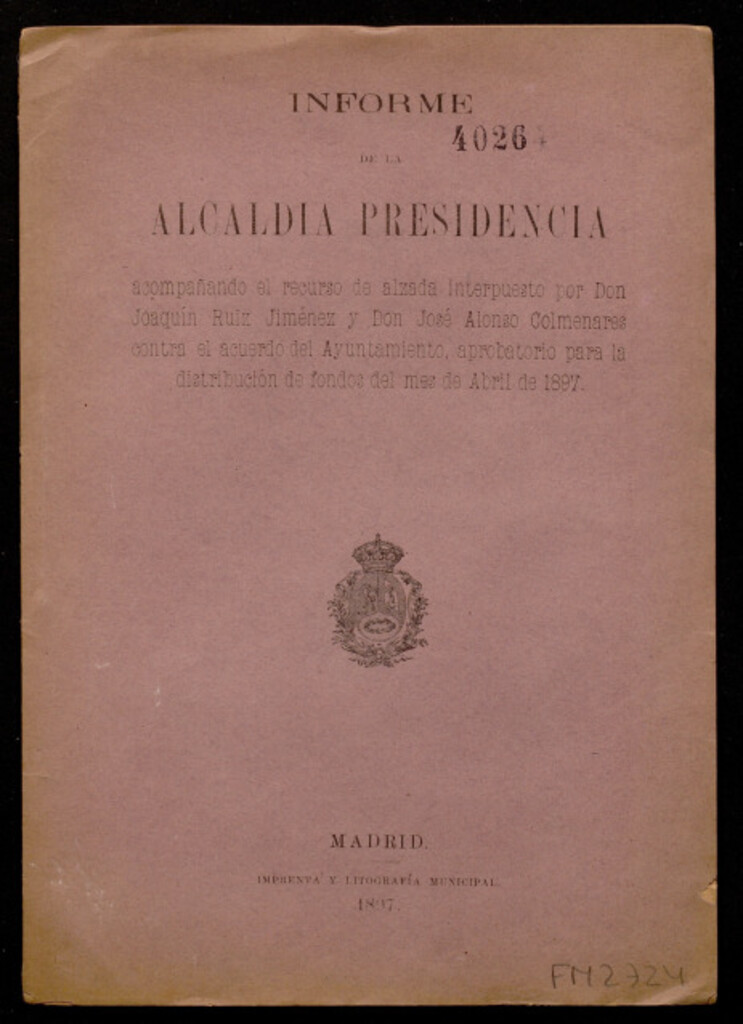 INFORME
40264
DE LA
ALCALDIA PRESIDENCIA
acompañando el recurso de alzada interpuesto por Don
Joaquín Ruiz Jiménez y Don José Alonso Colmenares
contra el acuerdo del Ayuntamiento, aprobatorio para la
distribución de fondos del mes de Abril de 1897.
MADRID.
IMPRENTA Y LITOGRAFÍA MUNICIPAL.
1897.
FM2724